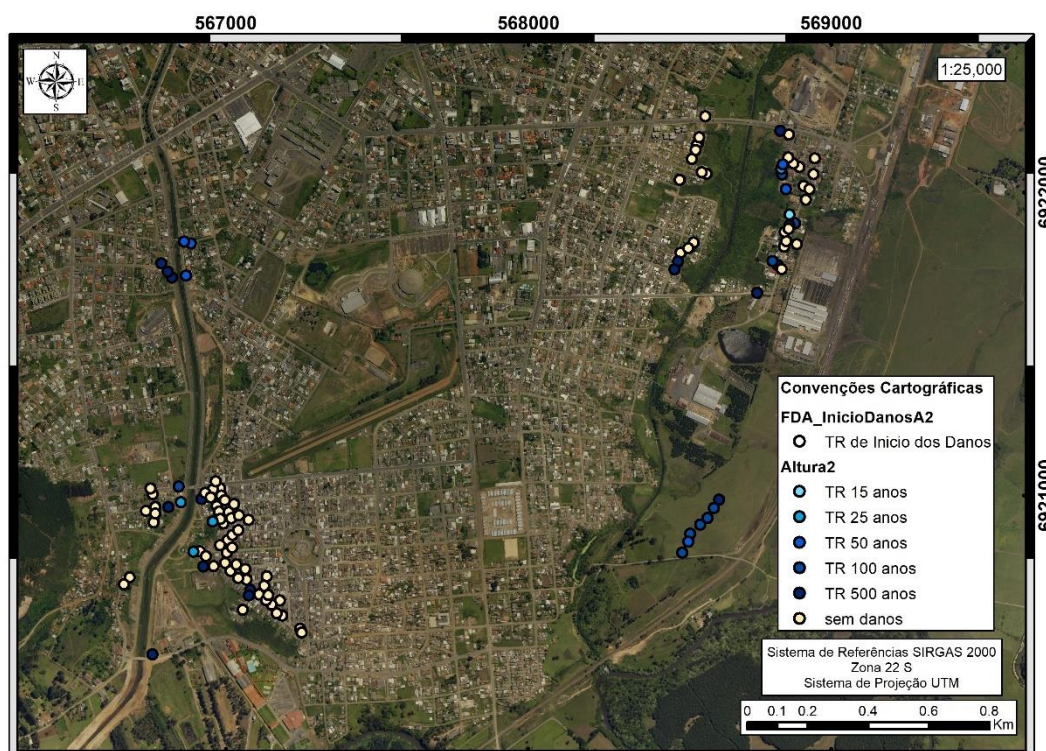 567000 568000 569000
N
W E
S
1:25,000
6922000
6921000
Convenções Cartográficas
FDA_InicioDanosA2
TR de Inicio dos Danos
Altura2
TR 15 anos
TR 25 anos
TR 50 anos
TR 100 anos
TR 500 anos
sem danos
Sistema de Referências SIRGAS 2000
Zona 22 S
Sistema de Projeção UTM
0 0.2 0.4 0.6 0.8
Km